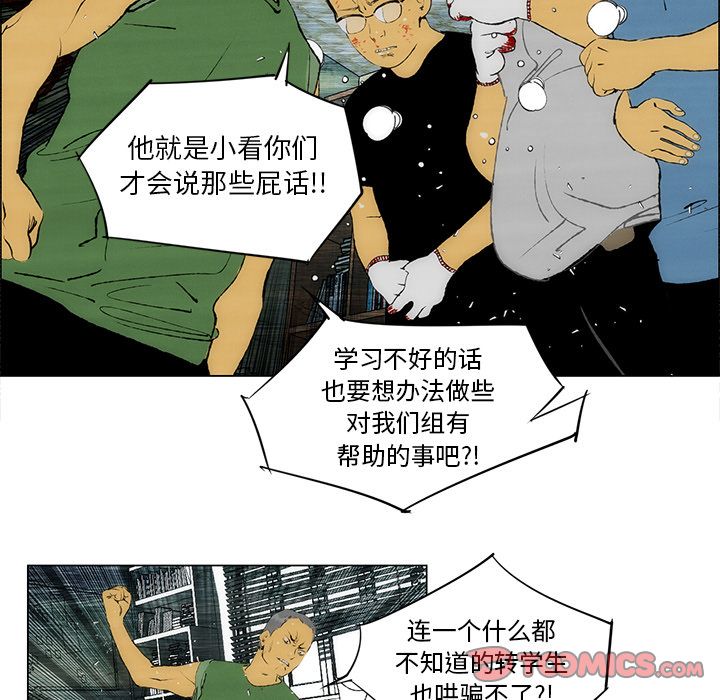 他就是小看你们
才会说那些屁话!!
学习不好的话
也要想办法做些
对我们组有
帮助的事吧?!
连一个什么都
不知道的转学生
也哄骗不了?!
TOOMICS.COM